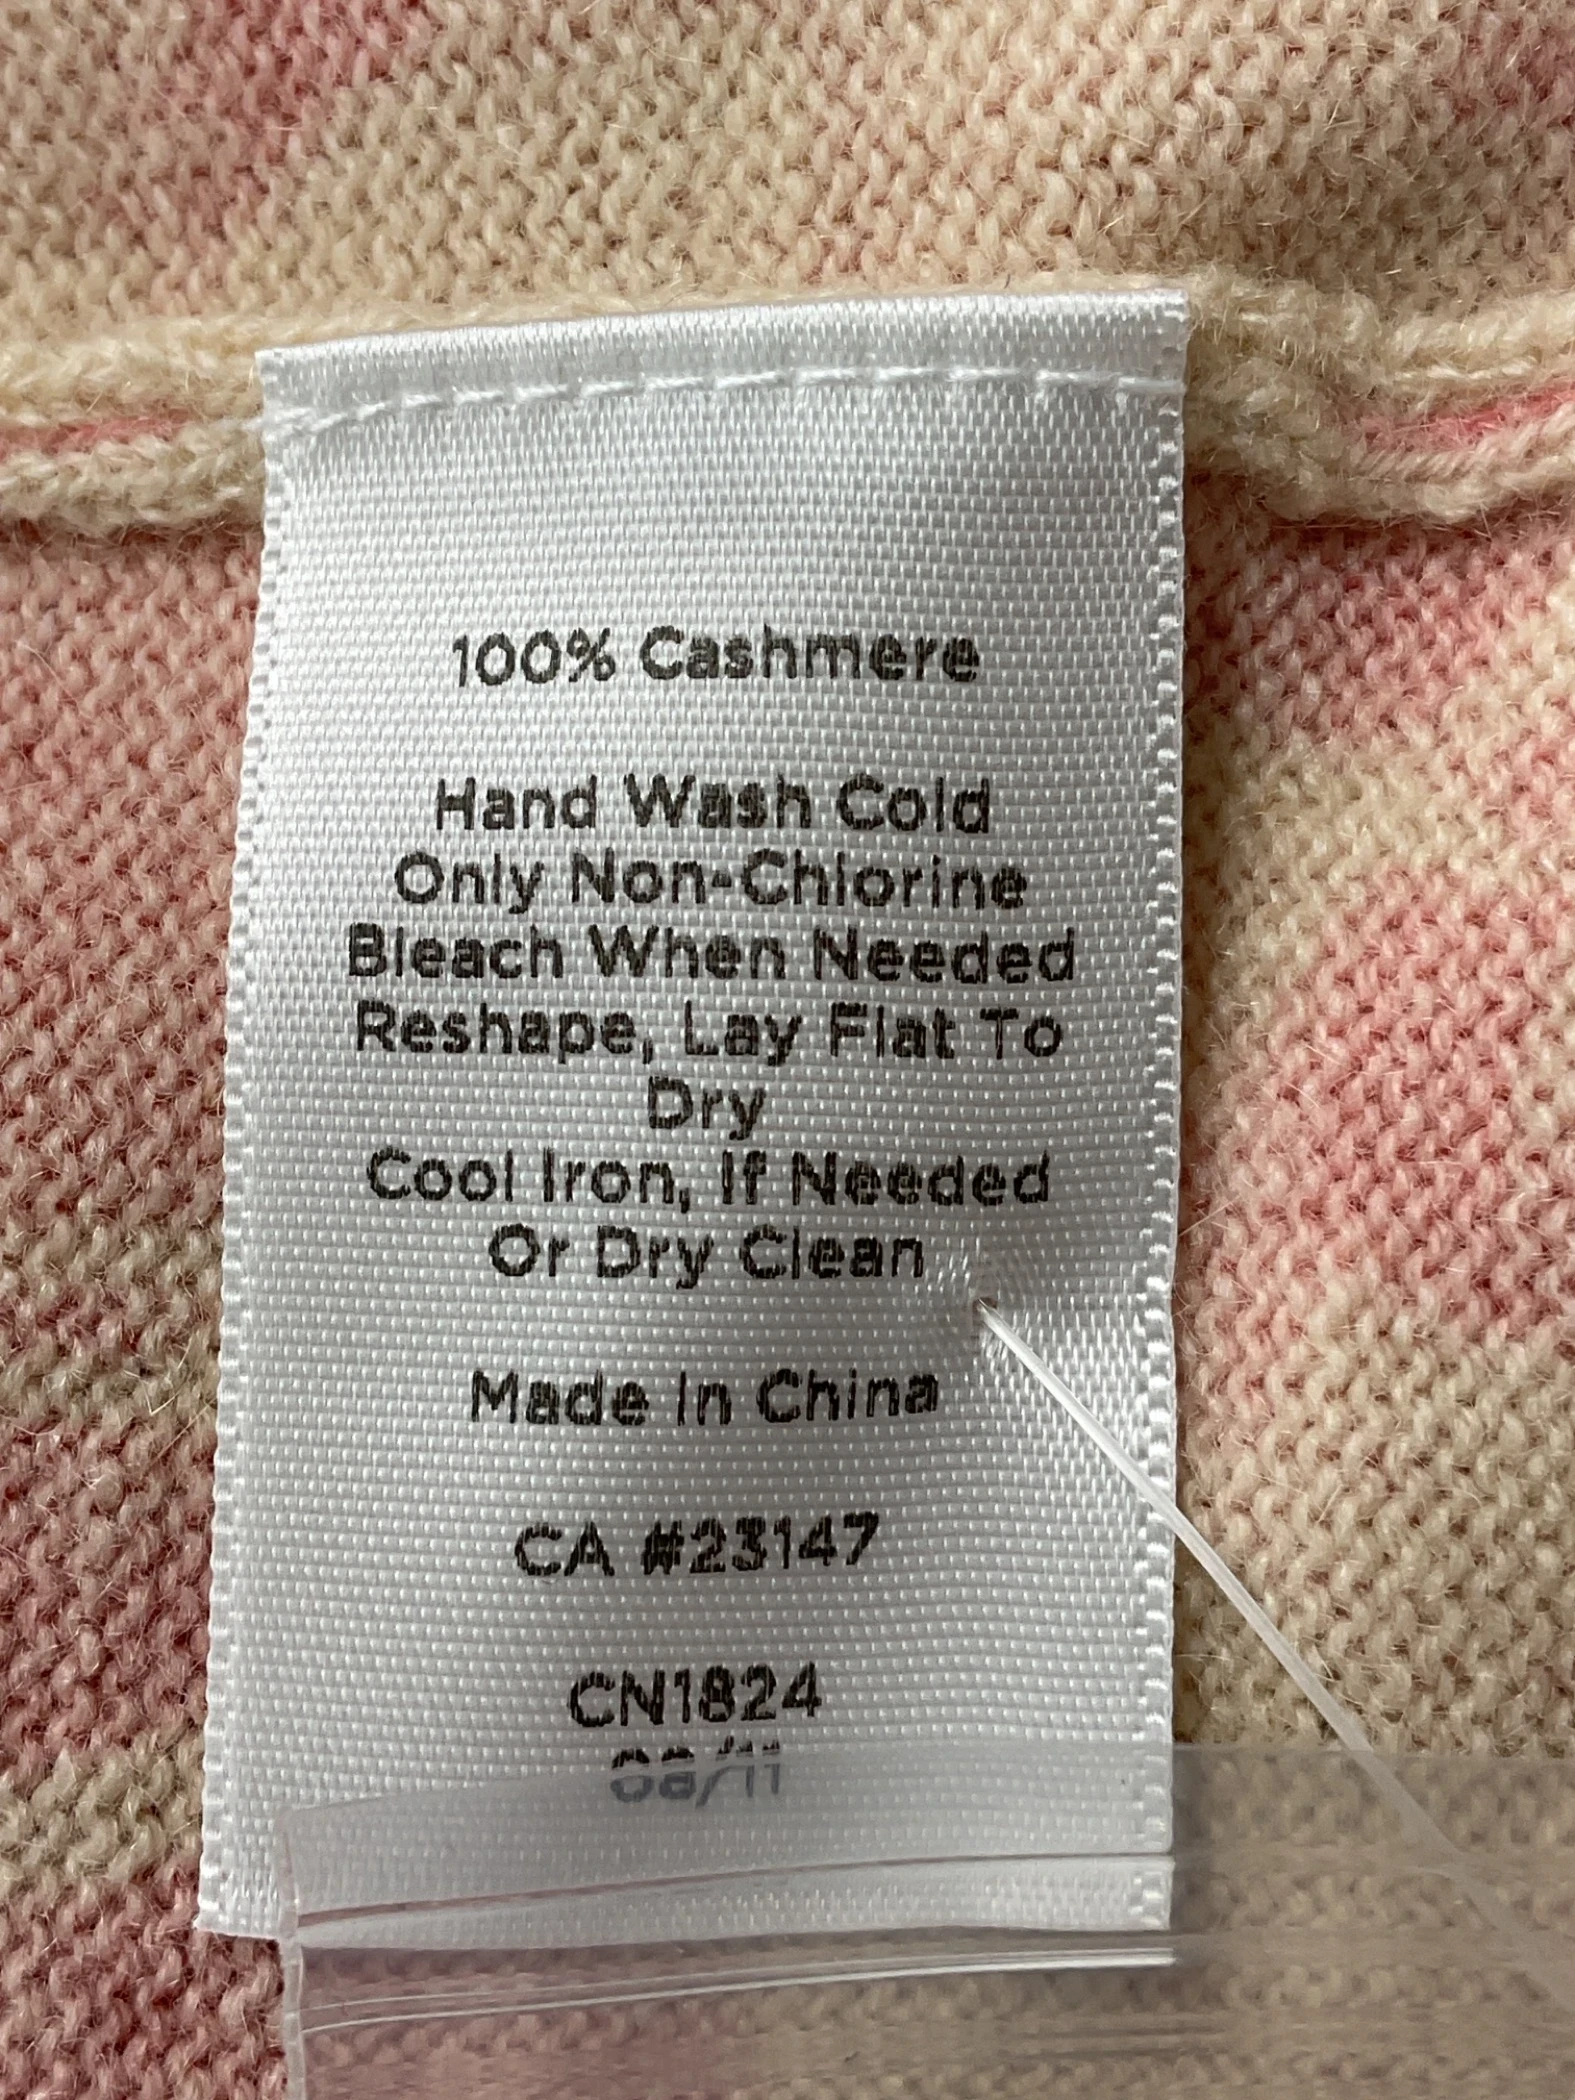 100% Cashmere
Hand Wash Cold
Only Non-Chlorine
Bleach When Needed
Reshape, Lay Flat To
Dry
Cool Iron, If Needed
Or Dry Clean
Made In China
CA #23147
CN1824